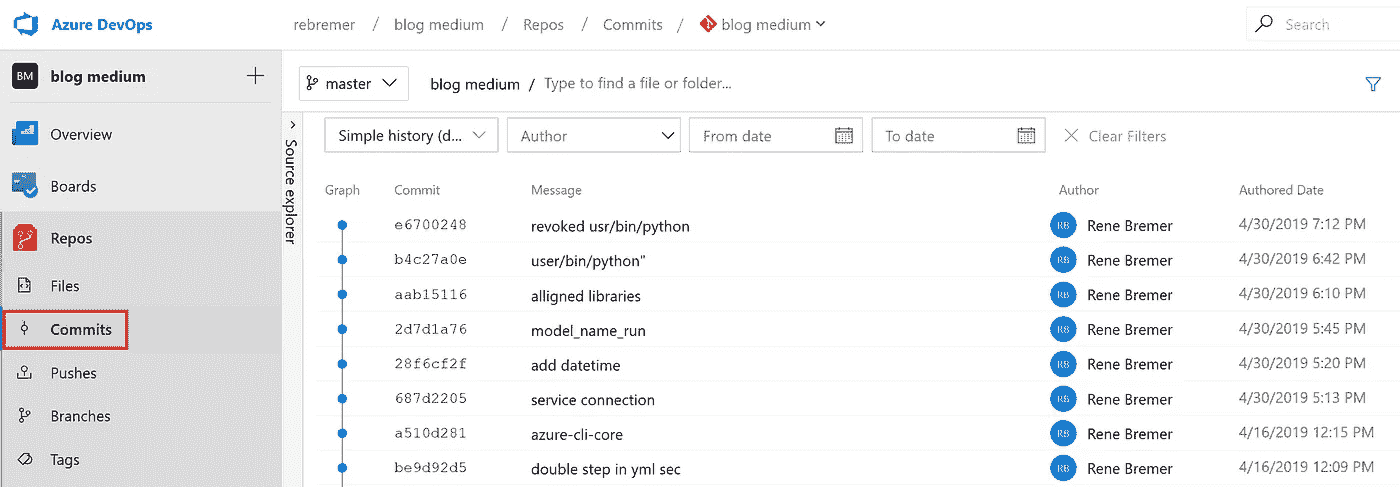 Azure DevOps
rebremer / blog medium / Repos / Commits / blog medium
Search
BM blog medium
master
blog medium / Type to find a file or folder...
Overview
Boards
Repos
Files
Commits
Pushes
Branches
Tags
Source explorer
Simple history (d... Author From date To date Clear Filters
Graph Commit Message Author Authored Date
e6700248 revoked usr/bin/python RB Rene Bremer 4/30/2019 7:12 PM
b4c27a0e user/bin/python" RB Rene Bremer 4/30/2019 6:42 PM
aab15116 alligned libraries RB Rene Bremer 4/30/2019 6:10 PM
2d7d1a76 model_name_run RB Rene Bremer 4/30/2019 5:45 PM
28f6cf2f add datetime RB Rene Bremer 4/30/2019 5:20 PM
687d2205 service connection RB Rene Bremer 4/30/2019 5:13 PM
a510d281 azure-cli-core RB Rene Bremer 4/16/2019 12:15 PM
be9d92d5 double step in yml sec RB Rene Bremer 4/16/2019 12:09 PM